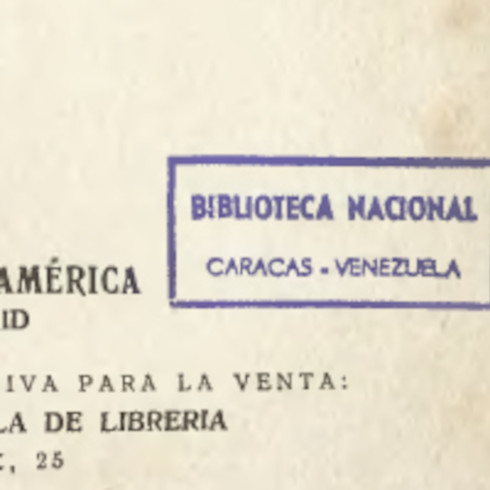 BIBLIOTECA NACIONAL
CARACAS - VENEZUELA
AMÉRICA
ID
IVA PARA LA VENTA:
LA DE LIBRERIA
, 25